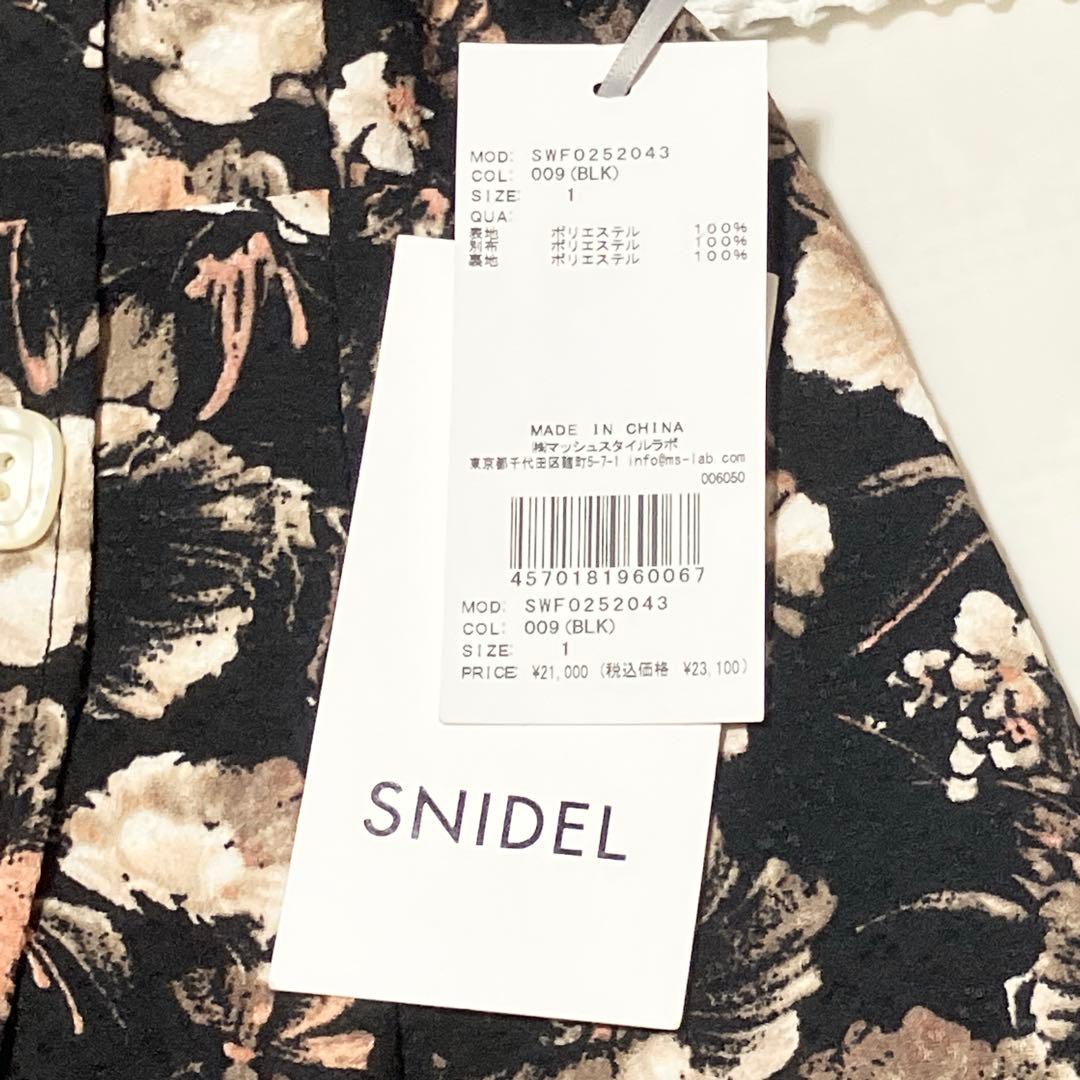 MOD: SWF0252043
COL: 009(BLK)
SIZE: 1
QUA:
表地 ポリエステル 100%
別布 ポリエステル 100%
裏地 ポリエステル 100%
MADE IN CHINA
㈱マッシュスタイルラボ
東京都千代田区麹町5-7-1 info@ms-lab.com
006050
4570181960067
MOD: SWF0252043
COL: 009(BLK)
SIZE: 1
PRICE: ¥21,000 (税込価格 ¥23,100)
SNIDEL